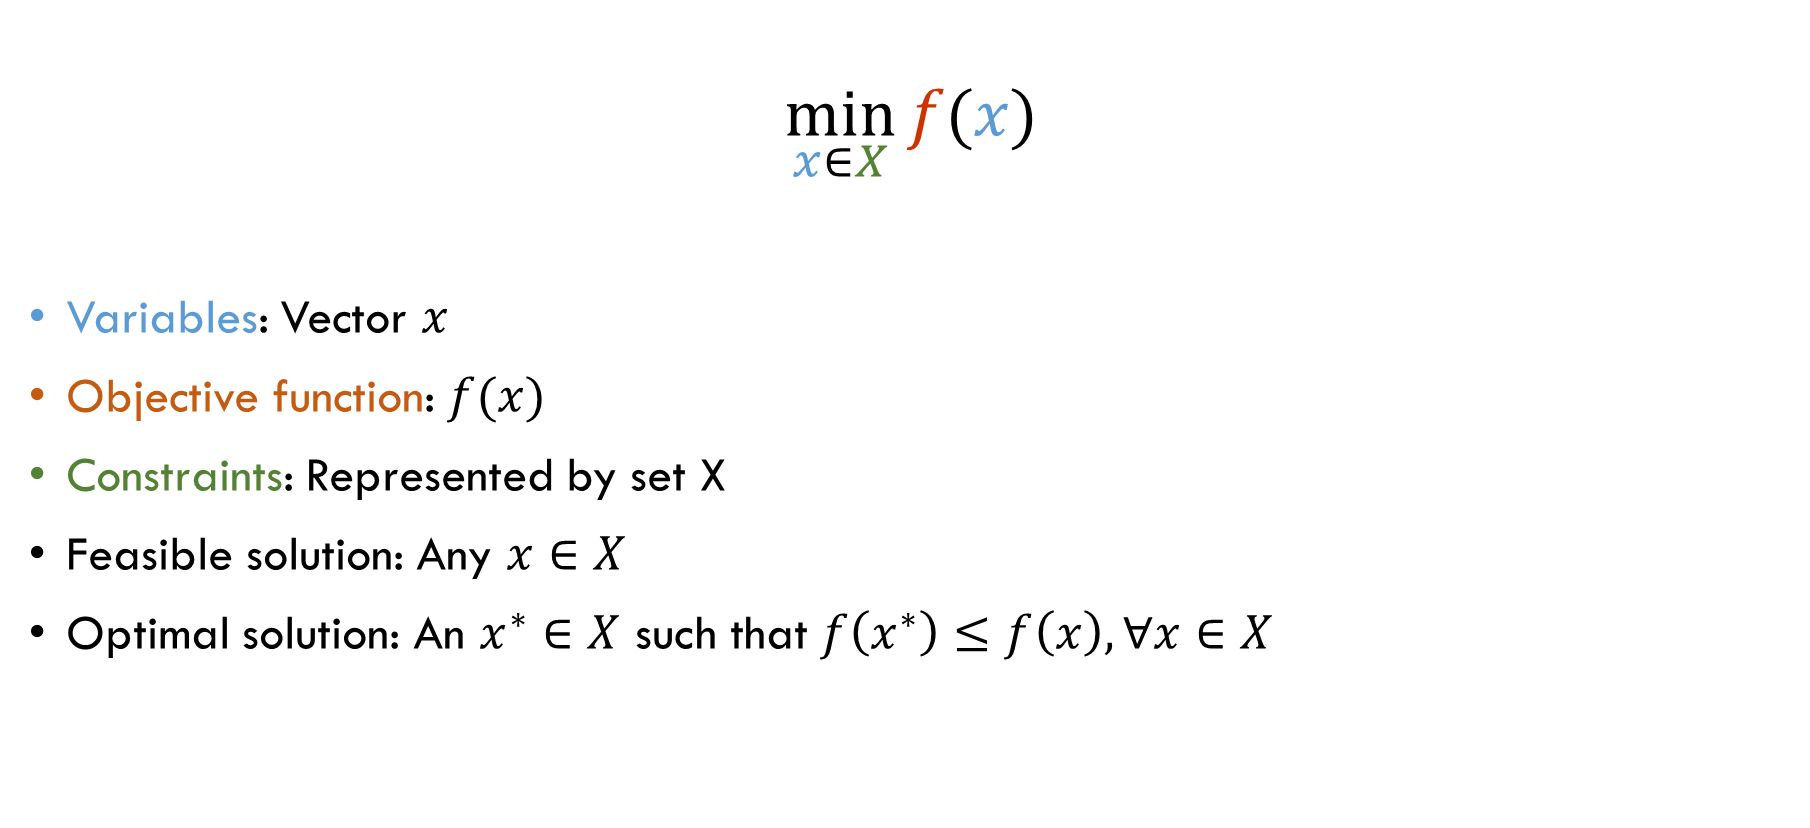 min f(x)
x∈X
• Variables: Vector x
• Objective function: f(x)
• Constraints: Represented by set X
• Feasible solution: Any x ∈ X
• Optimal solution: An x* ∈ X such that f(x*) ≤ f(x), ∀x ∈ X